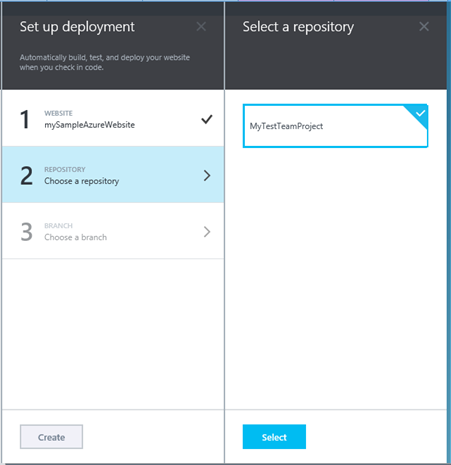 Set up deployment
Automatically build, test, and deploy your website
when you check in code.
1
WEBSITE
mySampleAzureWebsite
2
REPOSITORY
Choose a repository
3
BRANCH
Choose a branch
Create
Select a repository
MyTestTeamProject
Select